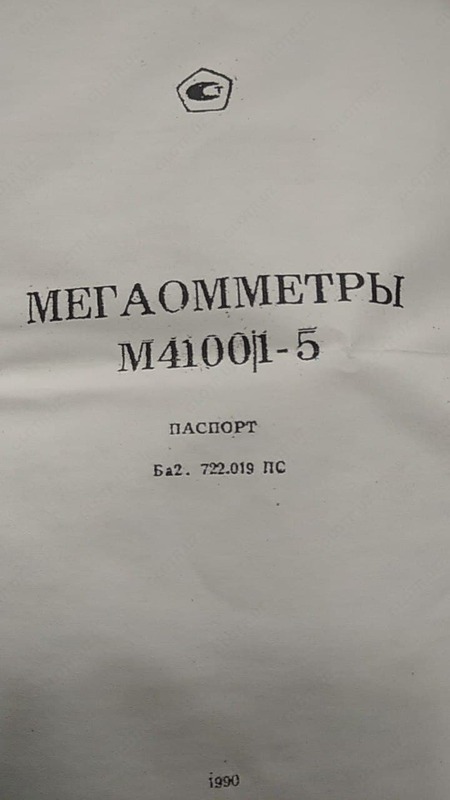 МЕГАОММЕТРЫ
М4100/1-5
ПАСПОРТ
Ба2. 722.019 ПС
1990